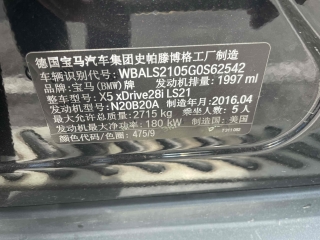 德国宝马汽车集团史帕滕博格工厂制造
车辆识别代号: WBALS2105G0S62542
品牌: 宝马(BMW)牌 发动机排量: 1997 ml
整车型号: X5 xDrive28i LS21
发动机型号: N20B20A 制造年月: 2016.04
最大允许总质量: 2715 kg 乘坐人数: 5 人
发动机最大净功率: 180 kW 制造国: 美国
颜色代码/色调: 475/9